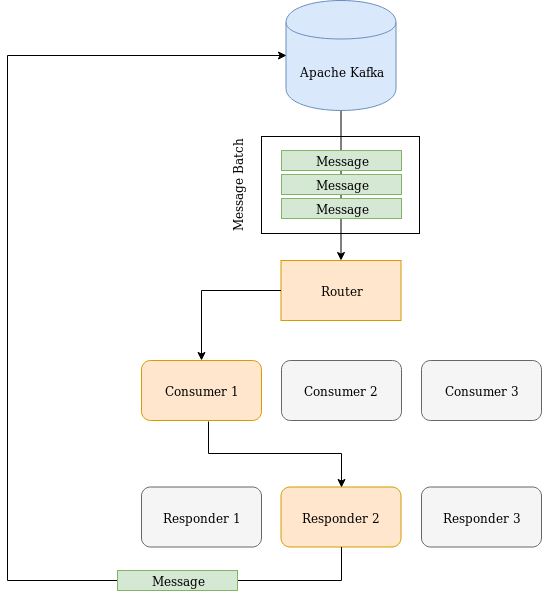 Apache Kafka
Message Batch
Message
Message
Message
Router
Consumer 1
Consumer 2
Consumer 3
Responder 1
Responder 2
Responder 3
Message